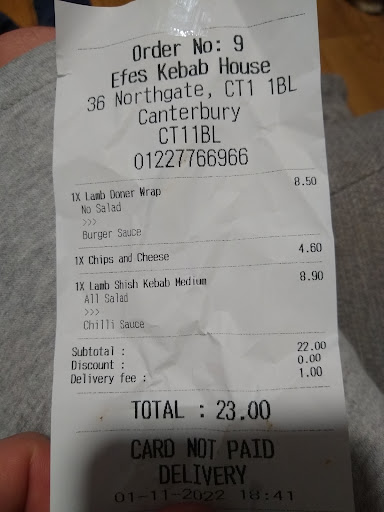 Order No: 9
Efes Kebab House
36 Northgate, CT1 1BL
Canterbury
CT11BL
01227766966
1X Lamb Doner Wrap 8.50
No Salad
>>>
Burger Sauce
1X Chips and Cheese 4.60
1X Lamb Shish Kebab Medium 8.90
All Salad
>>>
Chilli Sauce
Subtotal : 22.00
Discount : 0.00
Delivery fee : 1.00
TOTAL : 23.00
CARD NOT PAID
DELIVERY
01-11-2022 18:41